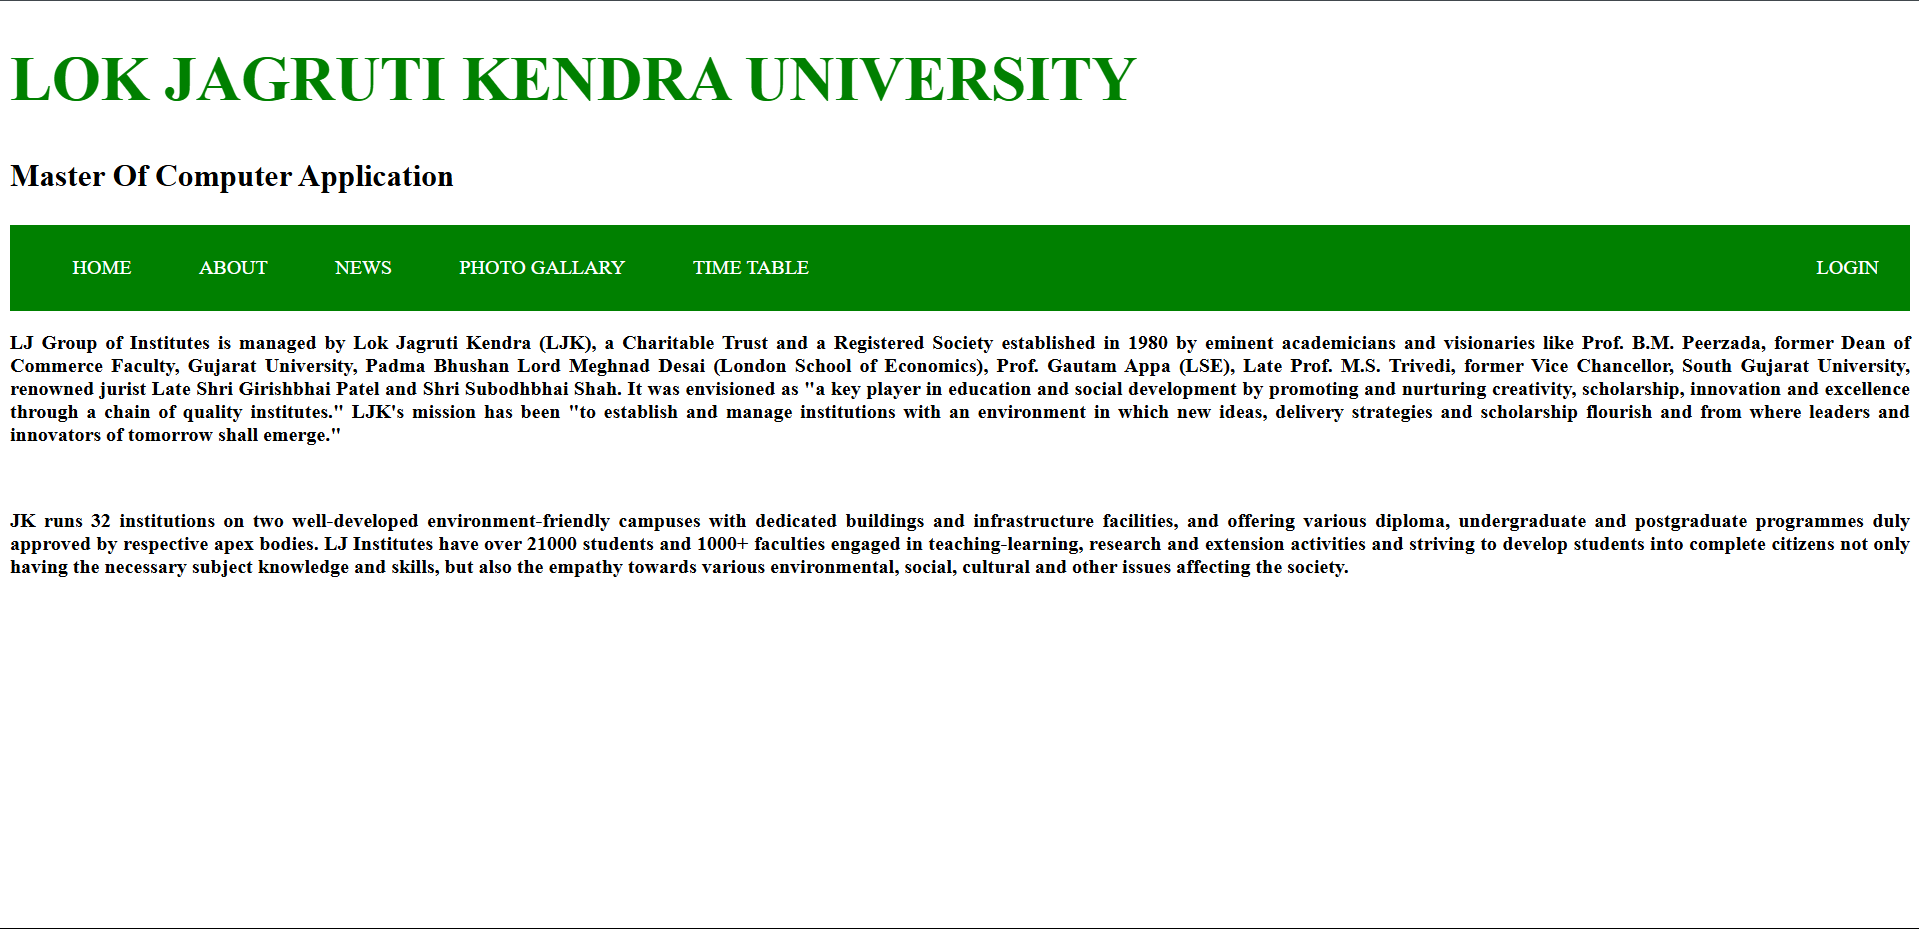 LOK JAGRUTI KENDRA UNIVERSITY
Master Of Computer Application
HOME ABOUT NEWS PHOTO GALLARY TIME TABLE LOGIN
LJ Group of Institutes is managed by Lok Jagruti Kendra (LJK), a Charitable Trust and a Registered Society established in 1980 by eminent academicians and visionaries like Prof. B.M. Peerzada, former Dean of
Commerce Faculty, Gujarat University, Padma Bhushan Lord Meghnad Desai (London School of Economics), Prof. Gautam Appa (LSE), Late Prof. M.S. Trivedi, former Vice Chancellor, South Gujarat University,
renowned jurist Late Shri Girishbhai Patel and Shri Subodhbhai Shah. It was envisioned as "a key player in education and social development by promoting and nurturing creativity, scholarship, innovation and excellence
through a chain of quality institutes." LJK's mission has been "to establish and manage institutions with an environment in which new ideas, delivery strategies and scholarship flourish and from where leaders and
innovators of tomorrow shall emerge."
JK runs 32 institutions on two well-developed environment-friendly campuses with dedicated buildings and infrastructure facilities, and offering various diploma, undergraduate and postgraduate programmes duly
approved by respective apex bodies. LJ Institutes have over 21000 students and 1000+ faculties engaged in teaching-learning, research and extension activities and striving to develop students into complete citizens not only
having the necessary subject knowledge and skills, but also the empathy towards various environmental, social, cultural and other issues affecting the society.